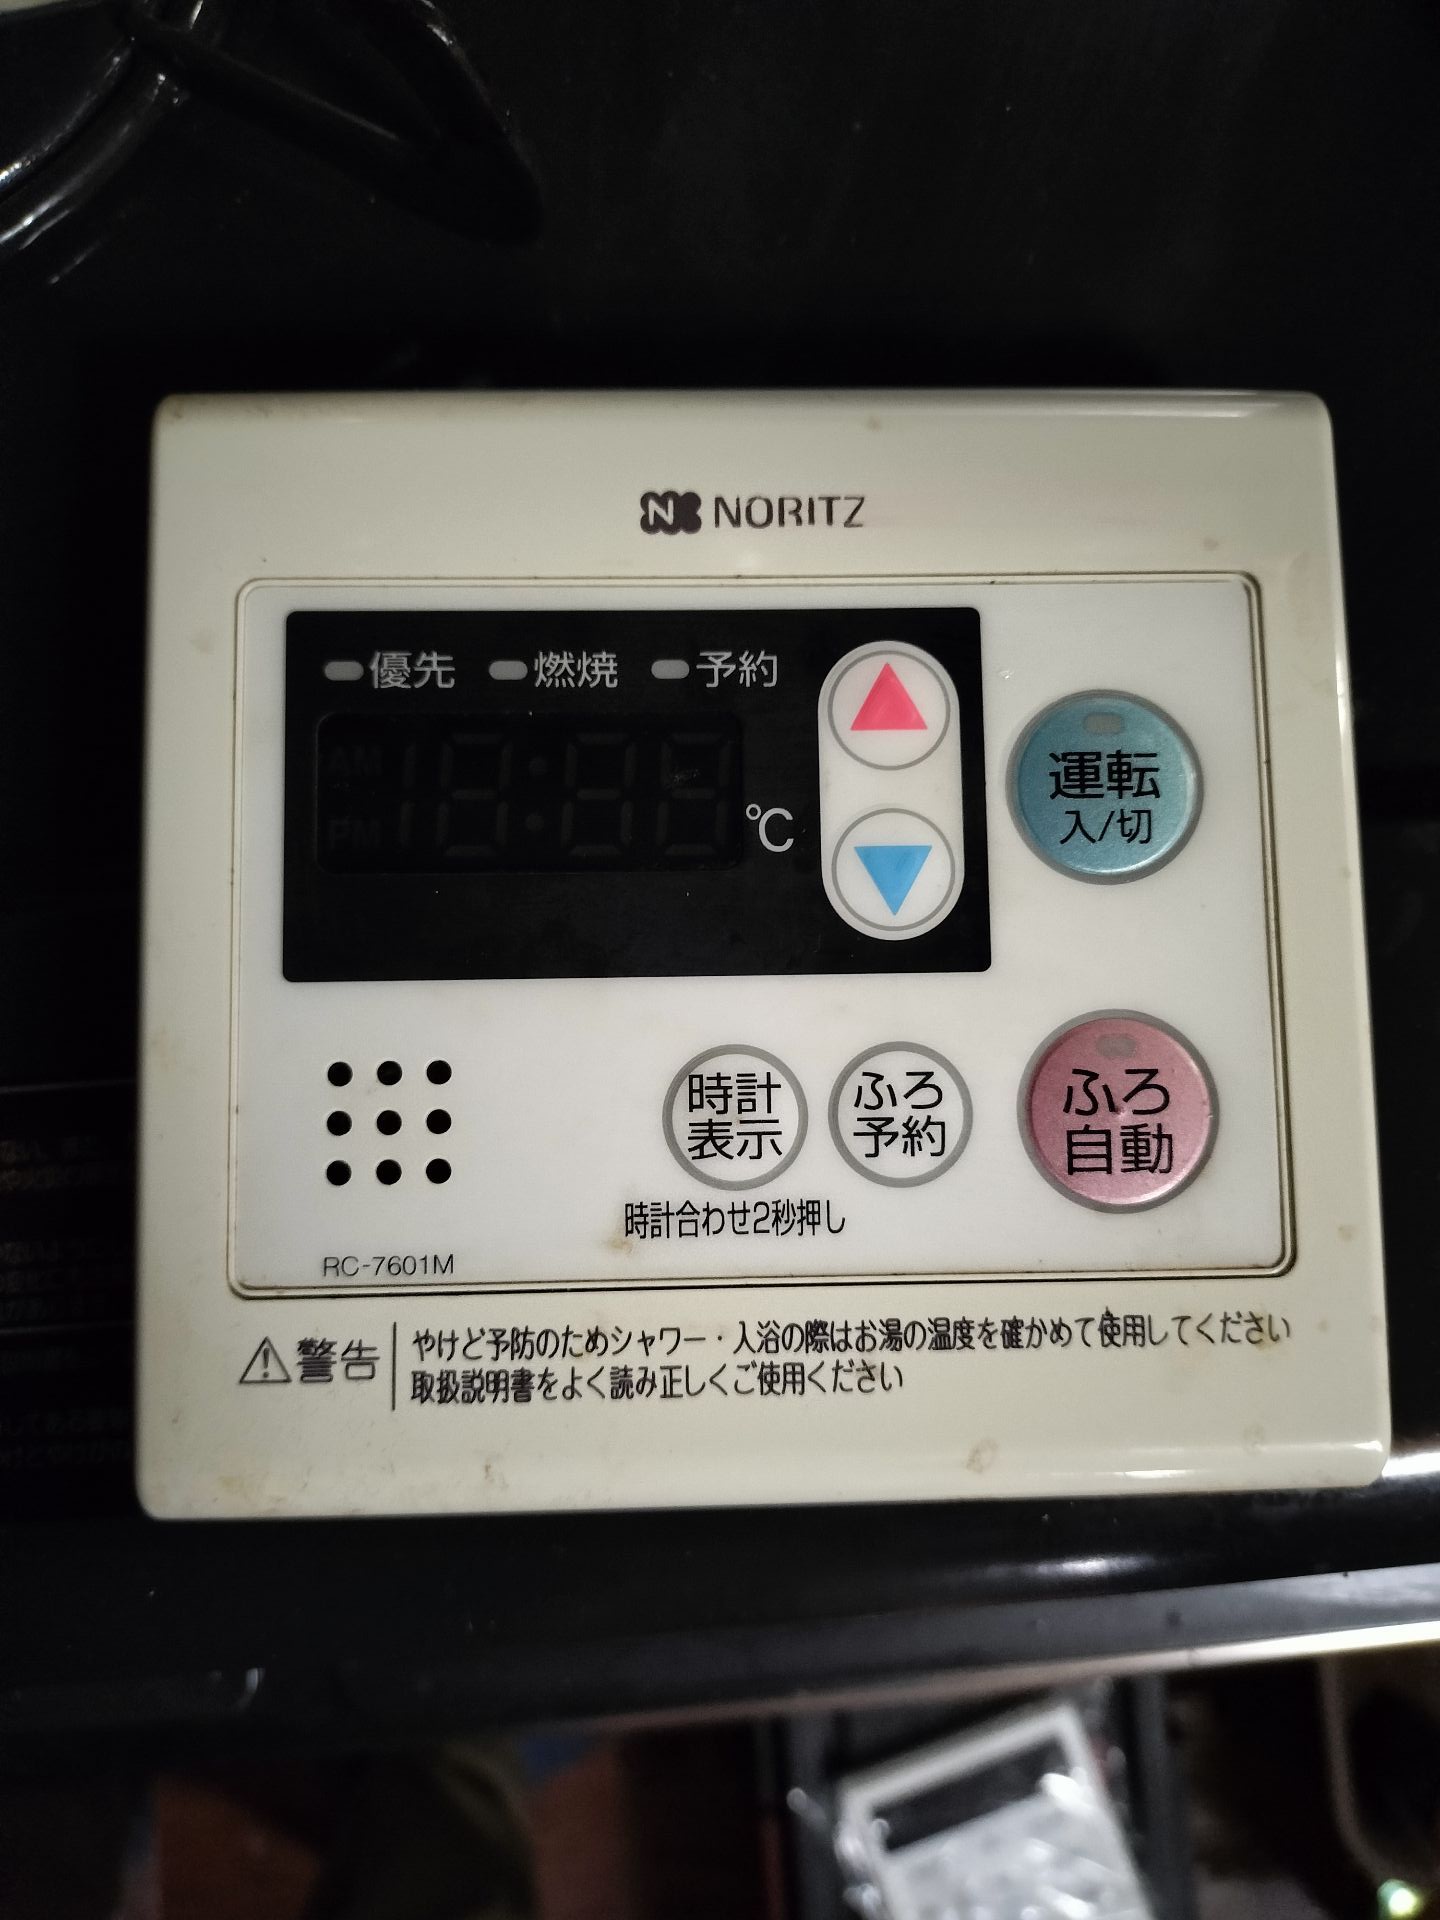 NORITZ
優先 燃焼 予約
AM
PM
18:88
℃
運転
入/切
時計
表示
ふろ
予約
ふろ
自動
時計合わせ2秒押し
RC-7601M
警告
やけど予防のためシャワー・入浴の際はお湯の温度を確かめて使用してください
取扱説明書をよく読み正しくご使用ください